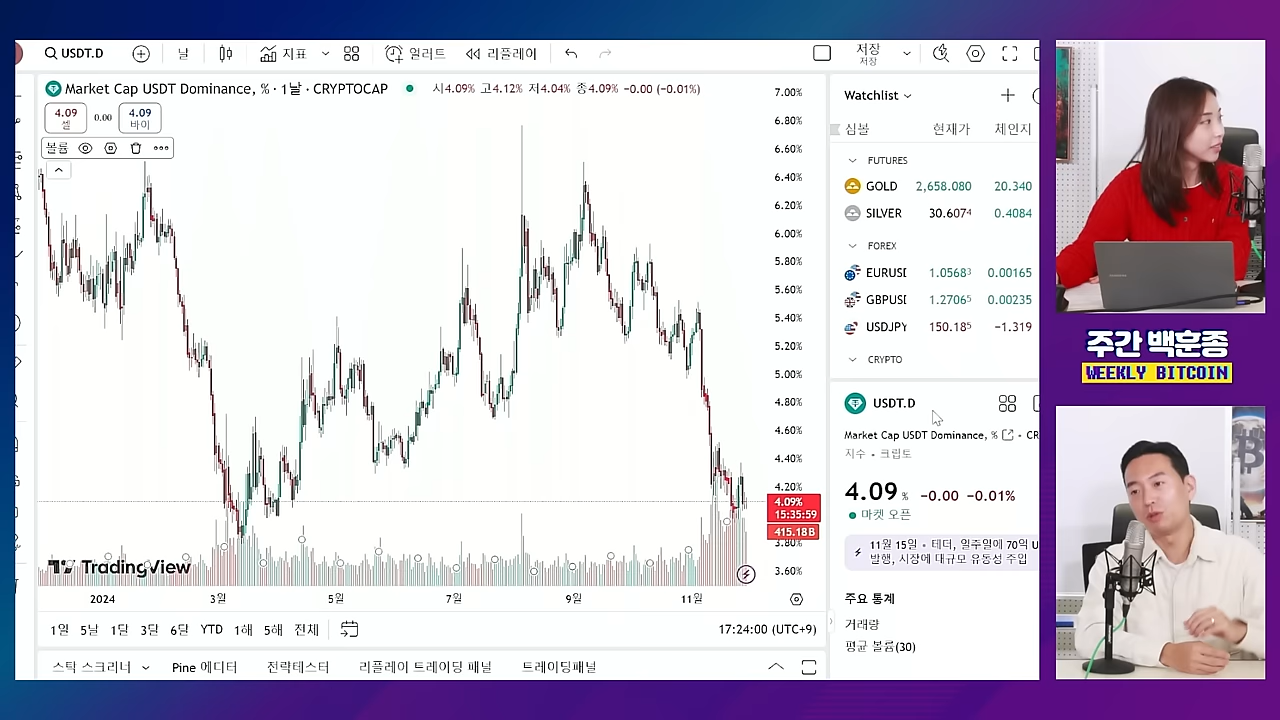 USDT.D
날
지표
얼러트
리플레이
저장
저장
Market Cap USDT Dominance, % · 1날 · CRYPTOCAP
시4.09% 고4.12% 저4.04% 종4.09% −0.00 (−0.01%)
4.09
셀
0.00
4.09
바이
볼륨
7.00%
6.80%
6.60%
6.40%
6.20%
6.00%
5.80%
5.60%
5.40%
5.20%
5.00%
4.80%
4.60%
4.40%
4.20%
4.09%
15:35:59
415.18B
3.80%
3.60%
TradingView
2024
3월
5월
7월
9월
11월
1일 5날 1달 3달 6달 YTD 1해 5해 전체
17:24:00 (UTC+9)
스틱 스크리너
Pine 에디터
전략테스터
리플레이 트레이딩 패널
트레이딩패널
Watchlist
심볼 현재가 체인지
FUTURES
GOLD 2,658.080 20.340
SILVER 30.6074 0.4084
FOREX
EURUSI 1.05683 0.00165
GBPUSI 1.27065 0.00235
USDJPY 150.185 −1.319
CRYPTO
USDT.D
Market Cap USDT Dominance, % • CR
지수 • 크립토
4.09 % −0.00 −0.01%
마켓 오픈
11월 15일 • 테더, 일주일에 70억 U
발행, 시장에 대규모 유동성 주입
주요 통계
거래량
평균 볼륨(30)
주간 백훈종
WEEKLY BITCOIN